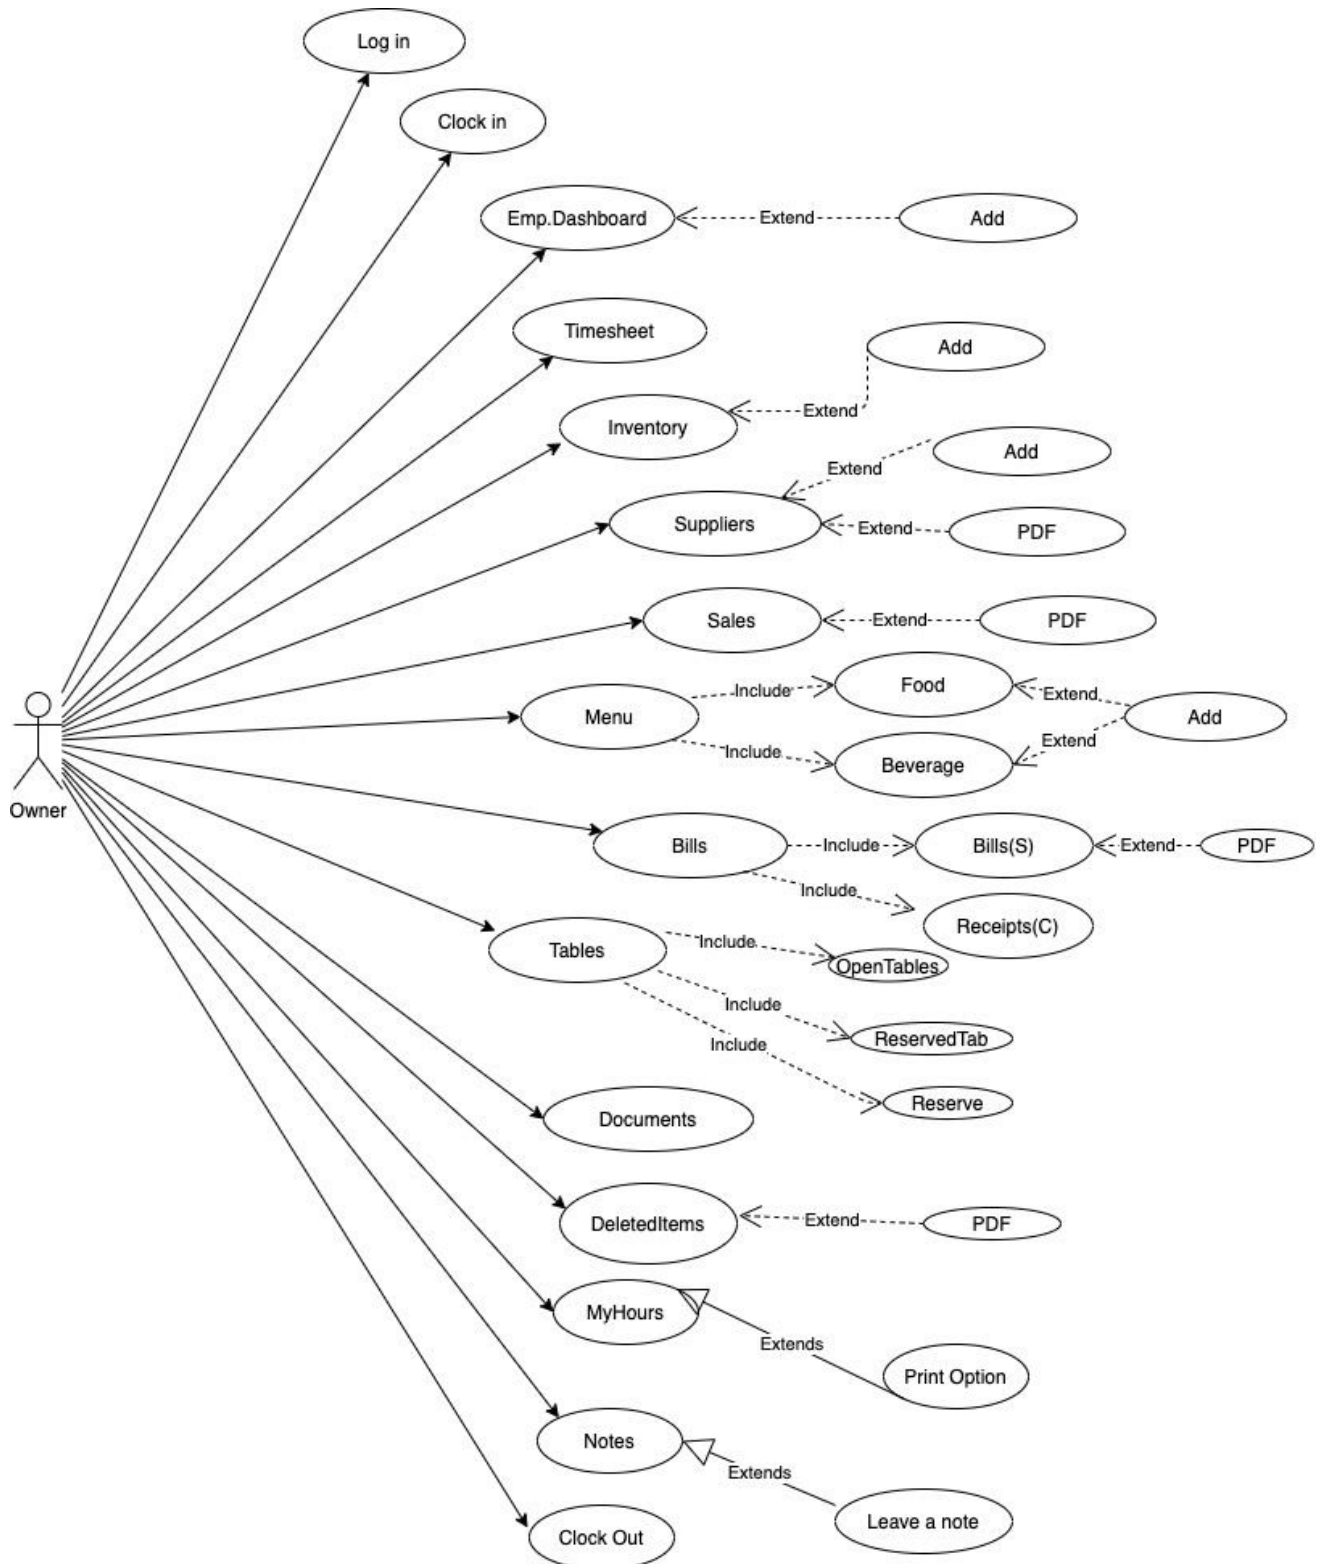 Log in
Clock in
Emp.Dashboard
Extend
Add
Timesheet
Add
Inventory
Extend
Add
Extend
Suppliers
Extend
PDF
Sales
Extend
PDF
Menu
Include
Food
Extend
Add
Include
Beverage
Extend
Owner
Bills
Include
Bills(S)
Extend
PDF
Include
Receipts(C)
Tables
Include
OpenTables
Include
ReservedTab
Include
Reserve
Documents
DeletedItems
Extend
PDF
MyHours
Extends
Print Option
Notes
Extends
Leave a note
Clock Out